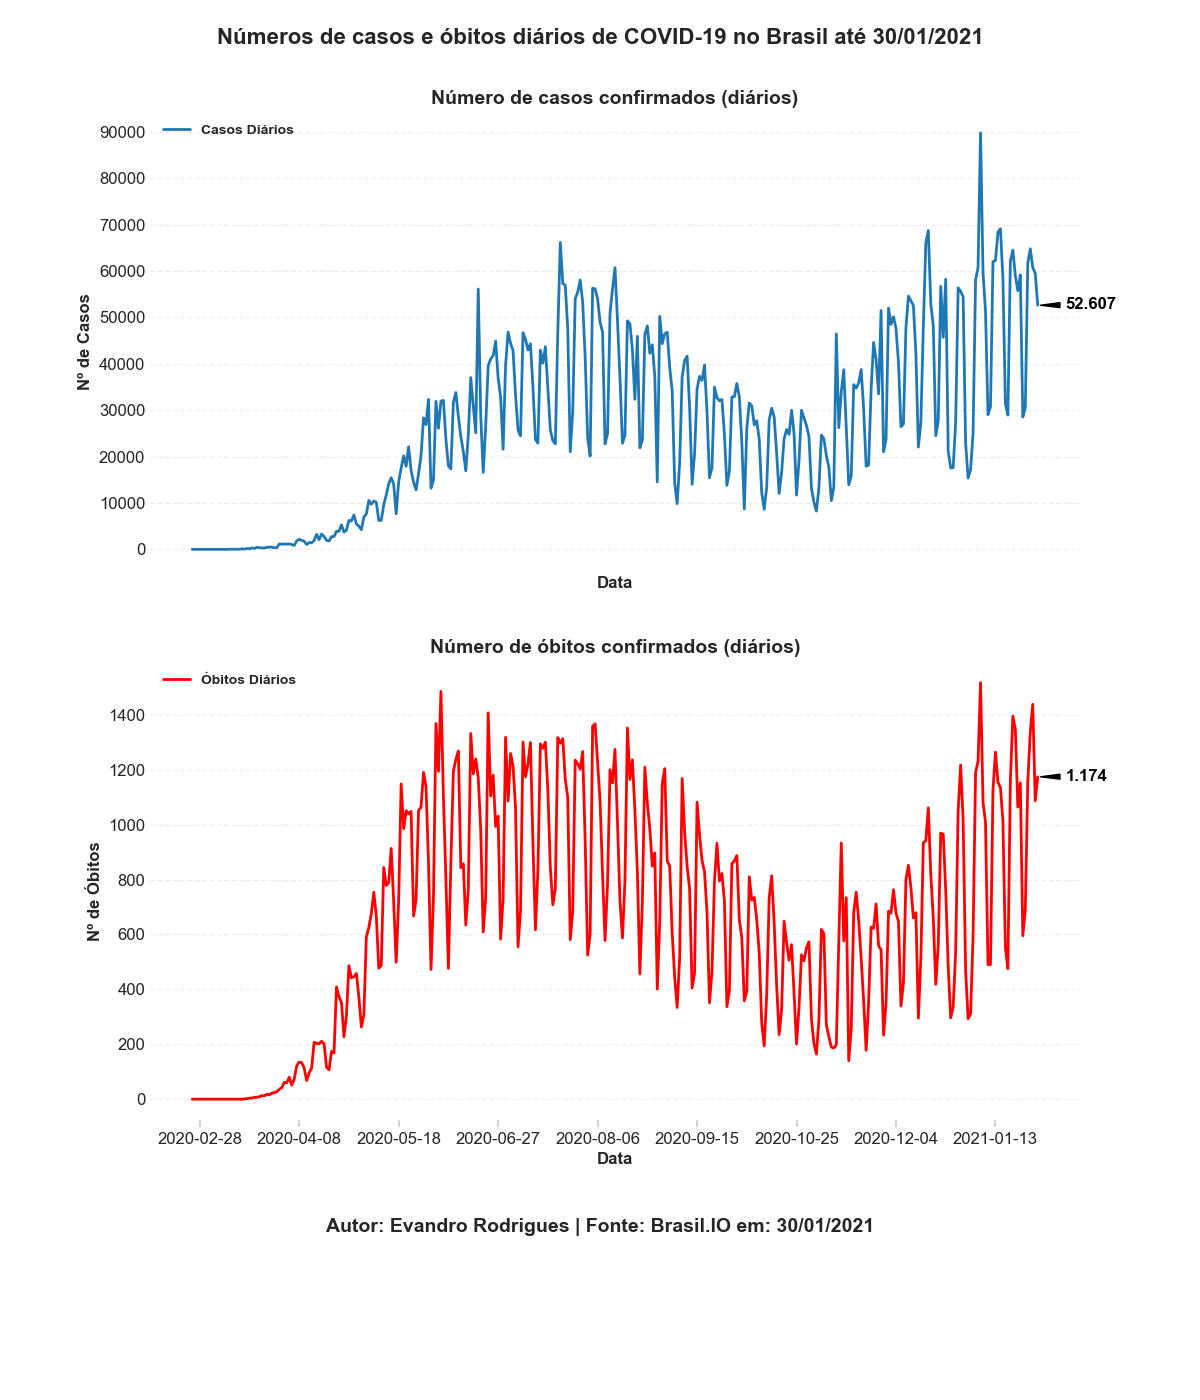 Números de casos e óbitos diários de COVID-19 no Brasil até 30/01/2021
Número de casos confirmados (diários)
Casos Diários
90000
80000
70000
60000
50000
40000
30000
20000
10000
0
Nº de Casos
52.607
Data
Número de óbitos confirmados (diários)
Óbitos Diários
1400
1200
1000
800
600
400
200
0
Nº de Óbitos
1.174
2020-02-28 2020-04-08 2020-05-18 2020-06-27 2020-08-06 2020-09-15 2020-10-25 2020-12-04 2021-01-13
Data
Autor: Evandro Rodrigues | Fonte: Brasil.IO em: 30/01/2021